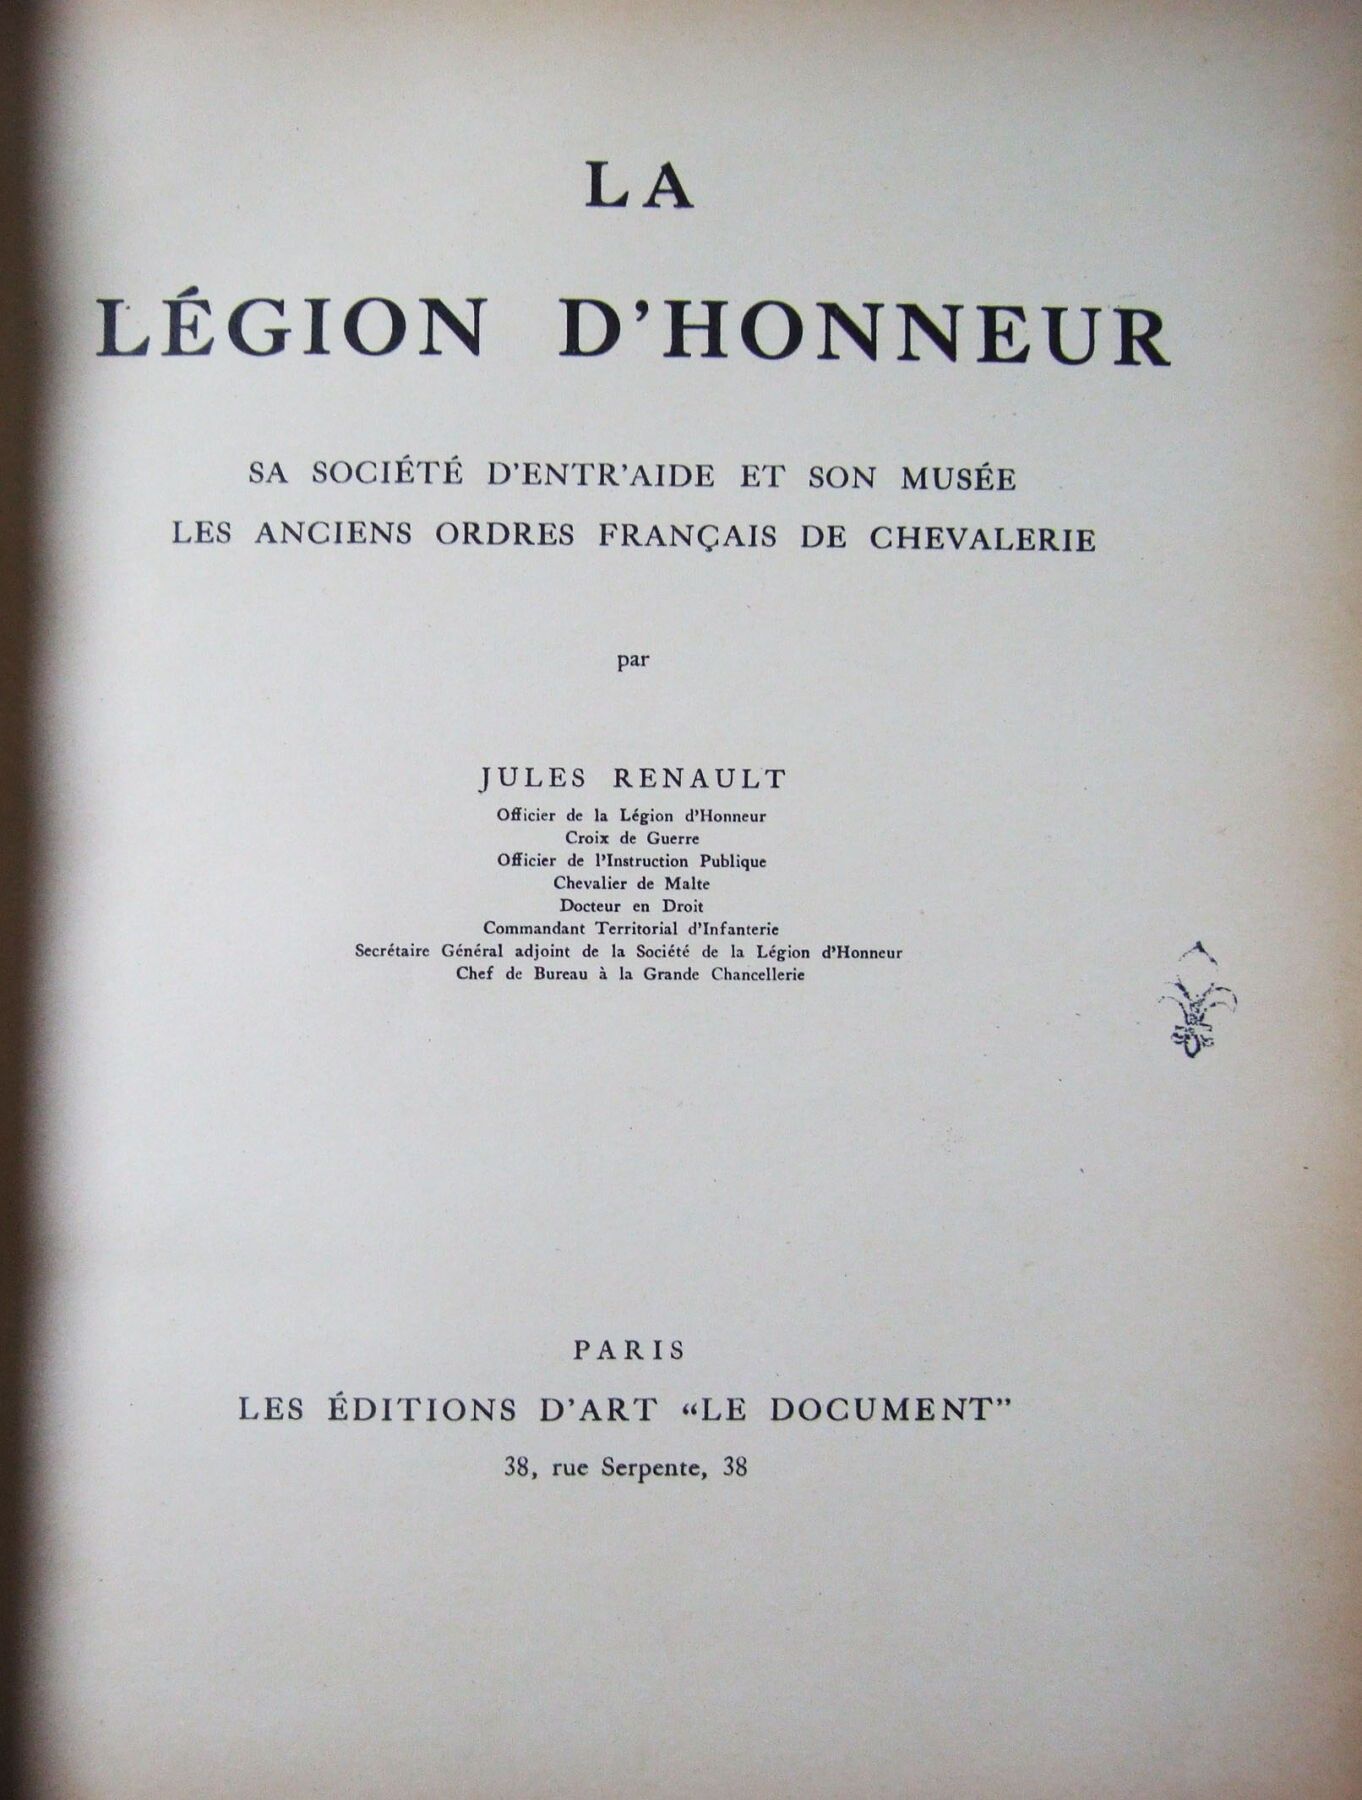 LA
LÉGION D'HONNEUR
SA SOCIÉTÉ D'ENTR'AIDE ET SON MUSÉE
LES ANCIENS ORDRES FRANÇAIS DE CHEVALERIE
par
JULES RENAULT
Officier de la Légion d'Honneur
Croix de Guerre
Officier de l'Instruction Publique
Chevalier de Malte
Docteur en Droit
Commandant Territorial d'Infanterie
Secrétaire Général adjoint de la Société de la Légion d'Honneur
Chef de Bureau à la Grande Chancellerie
PARIS
LES ÉDITIONS D'ART “LE DOCUMENT”
38, rue Serpente, 38